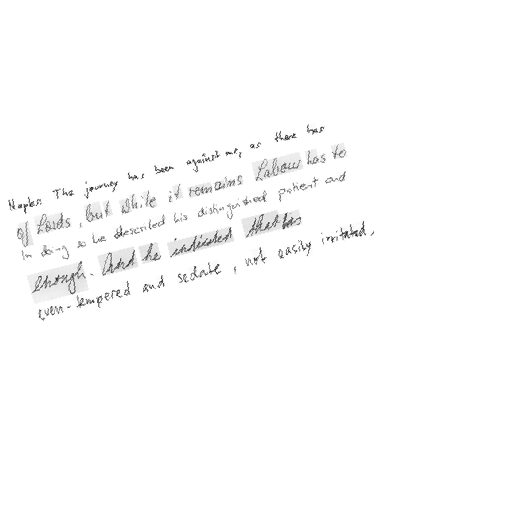 Naples. The journey has been against me, as there has
of Lords, but while it remains Labour has to
In doing so he described his distinguished patient and
enough. And he indicated that his
even-tempered and sedate, not easily irritated.